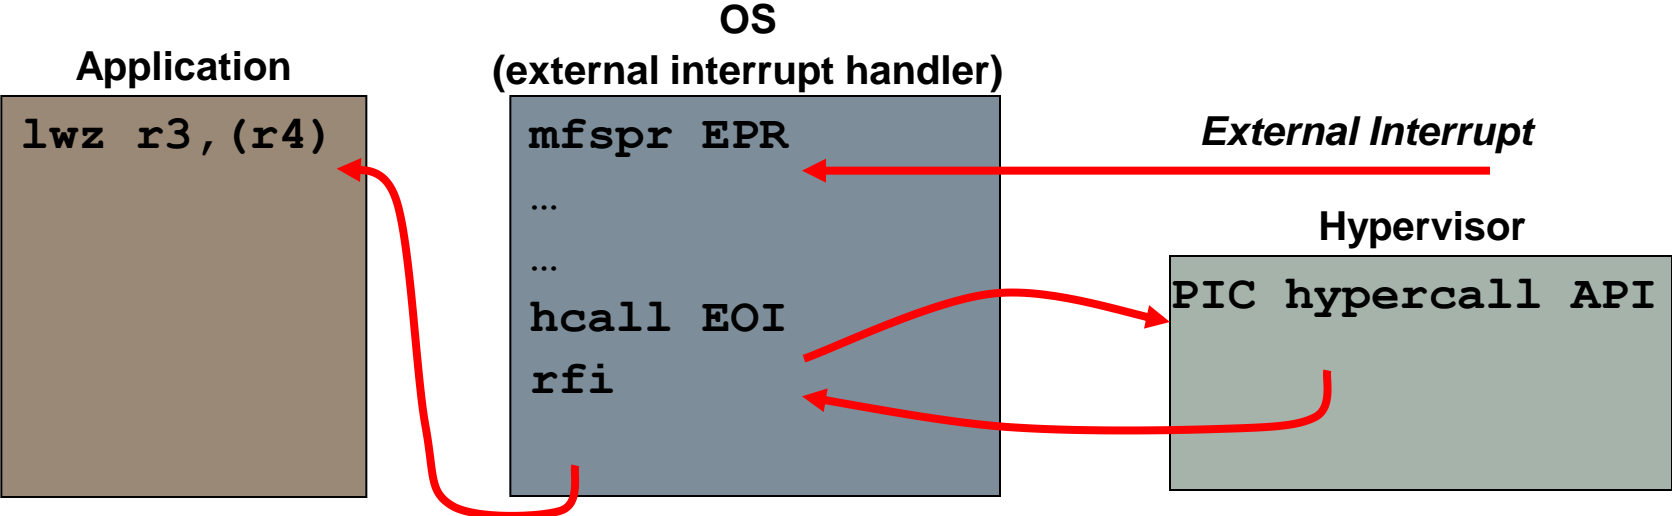 Application
lwz r3,(r4)
OS
(external interrupt handler)
mfspr EPR
…
…
hcall EOI
rfi
External Interrupt
Hypervisor
PIC hypercall API